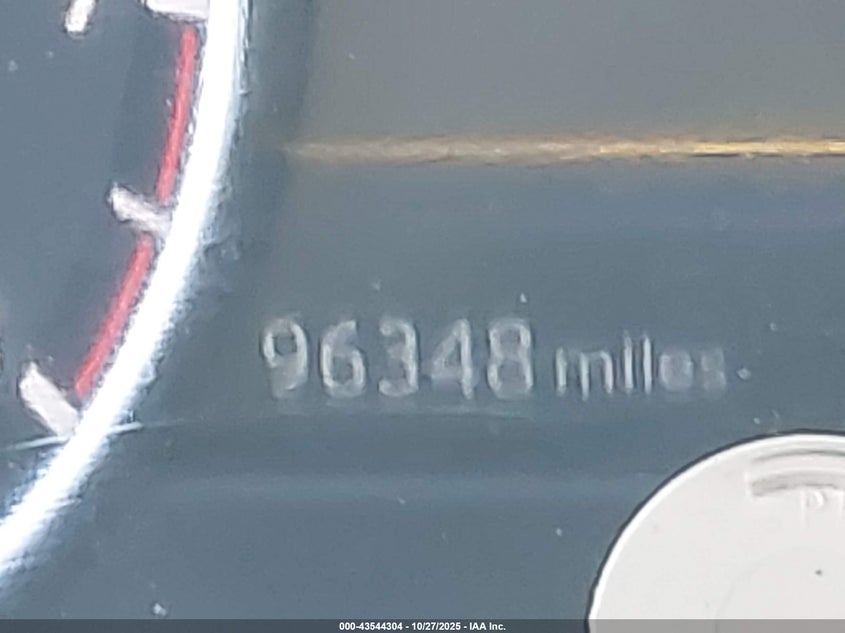 96348 miles
000-43544304 - 10/27/2025 - IAA Inc.